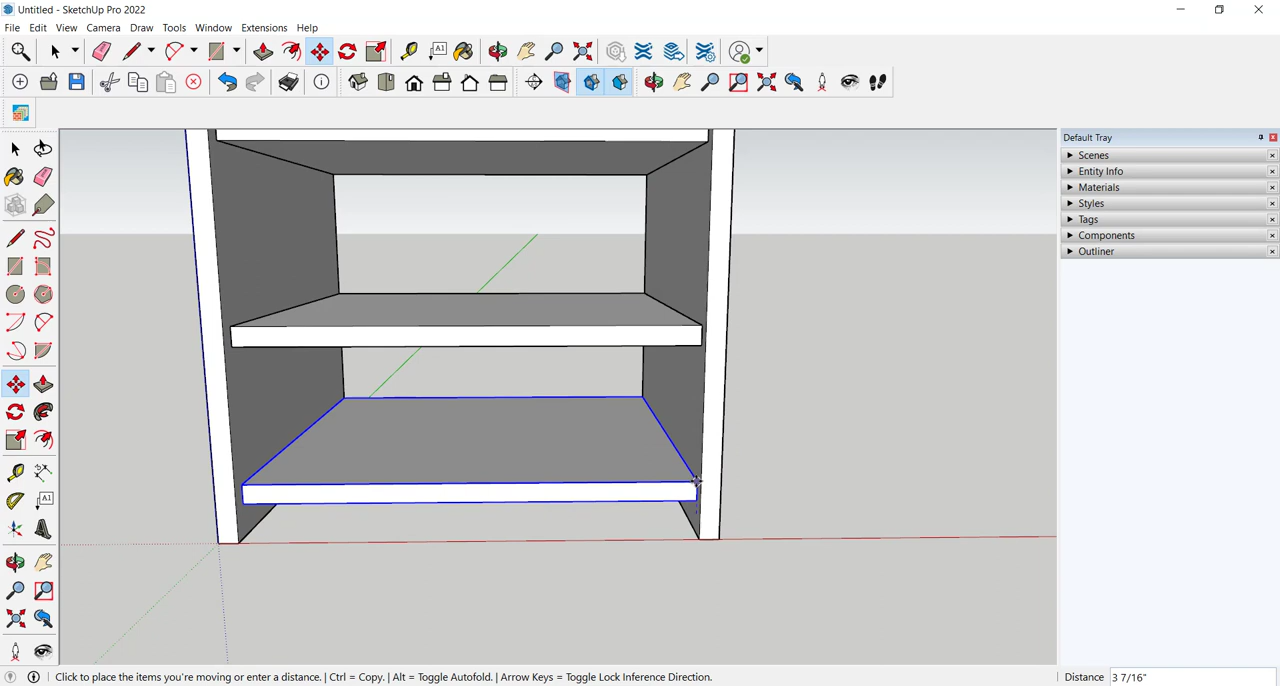 Untitled - SketchUp Pro 2022
File Edit View Camera Draw Tools Window Extensions Help
A1
Default Tray
Scenes
Entity Info
Materials
Styles
Tags
Components
Outliner
A1
Click to place the items you're moving or enter a distance. | Ctrl = Copy. | Alt = Toggle Autofold. | Arrow Keys = Toggle Lock Inference Direction.
Distance 3 7/16"